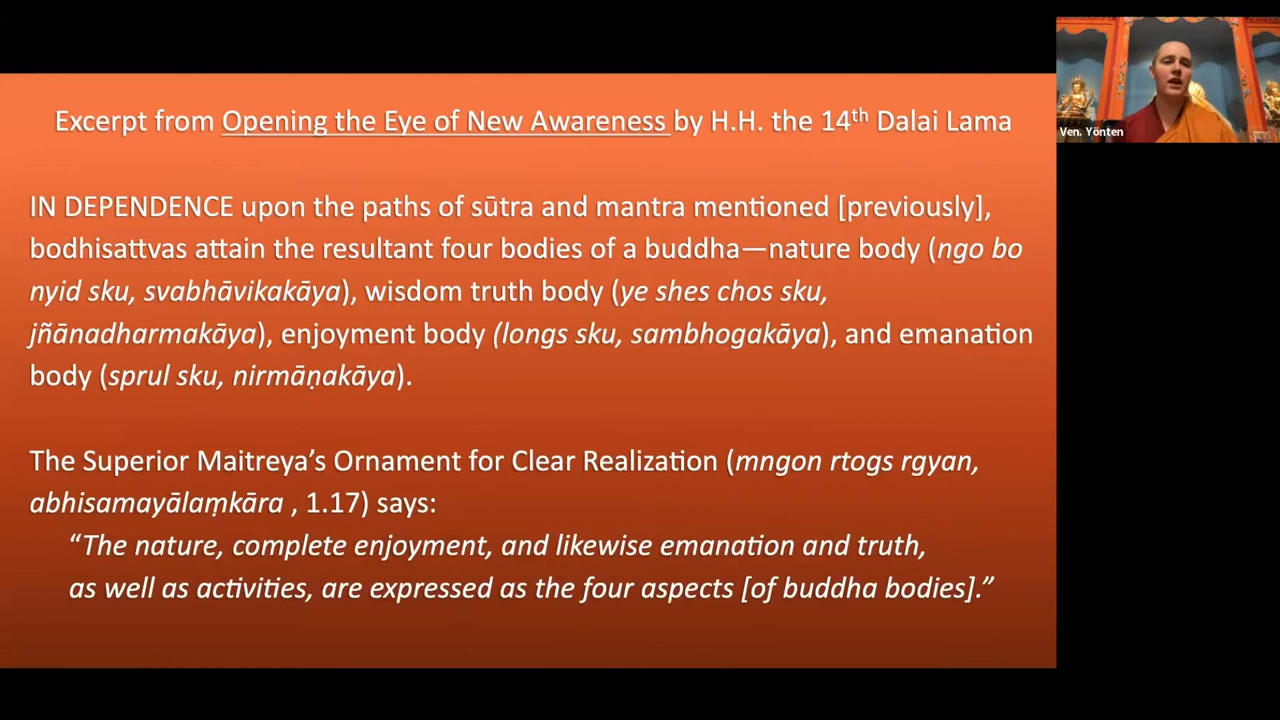 Excerpt from Opening the Eye of New Awareness by H.H. the 14th Dalai Lama
IN DEPENDENCE upon the paths of sūtra and mantra mentioned [previously],
bodhisattvas attain the resultant four bodies of a buddha—nature body (ngo bo
nyid sku, svabhāvikakāya), wisdom truth body (ye shes chos sku,
jñānadharmakāya), enjoyment body (longs sku, sambhogakāya), and emanation
body (sprul sku, nirmāṇakāya).
The Superior Maitreya’s Ornament for Clear Realization (mngon rtogs rgyan,
abhisamayālaṃkāra , 1.17) says:
“The nature, complete enjoyment, and likewise emanation and truth,
as well as activities, are expressed as the four aspects [of buddha bodies].”
Ven. Yönten